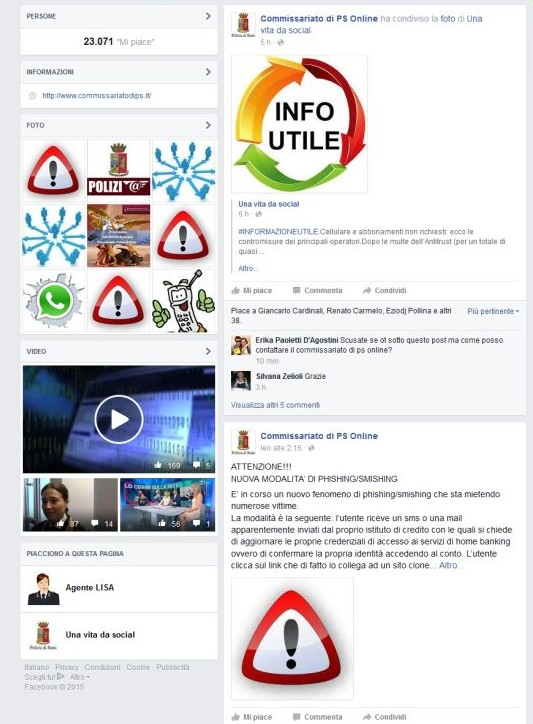 PERSONE
23.071 "Mi piace"
INFORMAZIONI
http://www.commissariatodips.it/
FOTO
POLIZI@
VIDEO
169 5
37 14
56 1
PIACCIONO A QUESTA PAGINA
Agente LISA
Una vita da social
Italiano · Privacy · Condizioni · Cookie · Pubblicità ·
Scegli tu! · Altro
Facebook © 2015
Commissariato di PS Online ha condiviso la foto di Una
vita da social
5 h ·
INFO
UTILE
Una vita da social
6 h ·
#INFORMAZIONEUTILE.Cellulare e abbonamenti non richiesti: ecco le
contromisure dei principali operatori.Dopo le multe dell'Antitrust (per un totale di
quasi ...
Altro...
Mi piace Commenta Condividi
Piace a Giancarlo Cardinali, Renato Carmelo, Eziodj Pollina e altri
38.
Più pertinente
Erika Paoletti D'Agostini Scusate se ot sotto questo post ma come posso
contattare il commissariato di ps online?
10 min
Silvana Zelioli Grazie
3 h
Visualizza altri 5 commenti
Commissariato di PS Online
Ieri alle 2:16 ·
ATTENZIONE!!!
NUOVA MODALITA' DI PHISHING/SMISHING
E' in corso un nuovo fenomeno di phishing/smishing che sta mietendo
numerose vittime.
La modalità è la seguente: l'utente riceve un sms o una mail
apparentemente inviati dal proprio istituto di credito con le quali si chiede
di aggiornare le proprie credenziali di accesso ai servizi di home banking
ovvero di confermare la propria identità accedendo al conto. L'utente
clicca sul link che di fatto lo collega ad un sito clone... Altro...
Mi piace Commenta Condividi